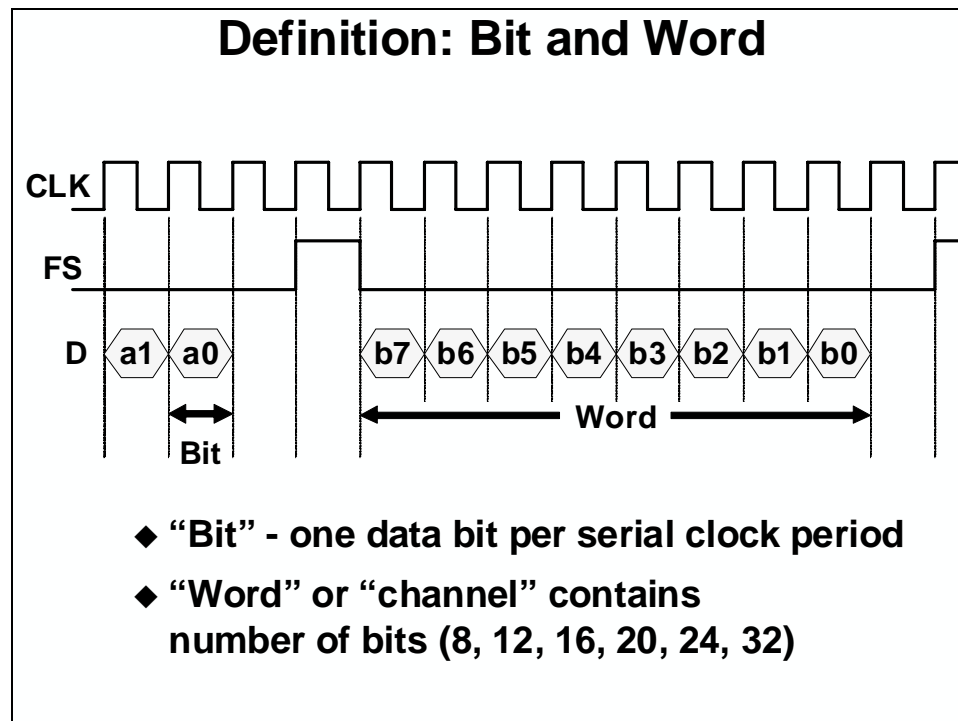 Definition: Bit and Word
CLK
FS
D a1 a0 b7 b6 b5 b4 b3 b2 b1 b0
Word
Bit
◆ “Bit” - one data bit per serial clock period
◆ “Word” or “channel” contains
number of bits (8, 12, 16, 20, 24, 32)